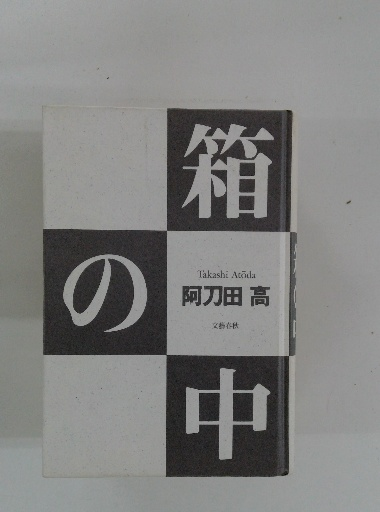 箱
の
中
Takashi Atōda
阿刀田 高
文藝春秋